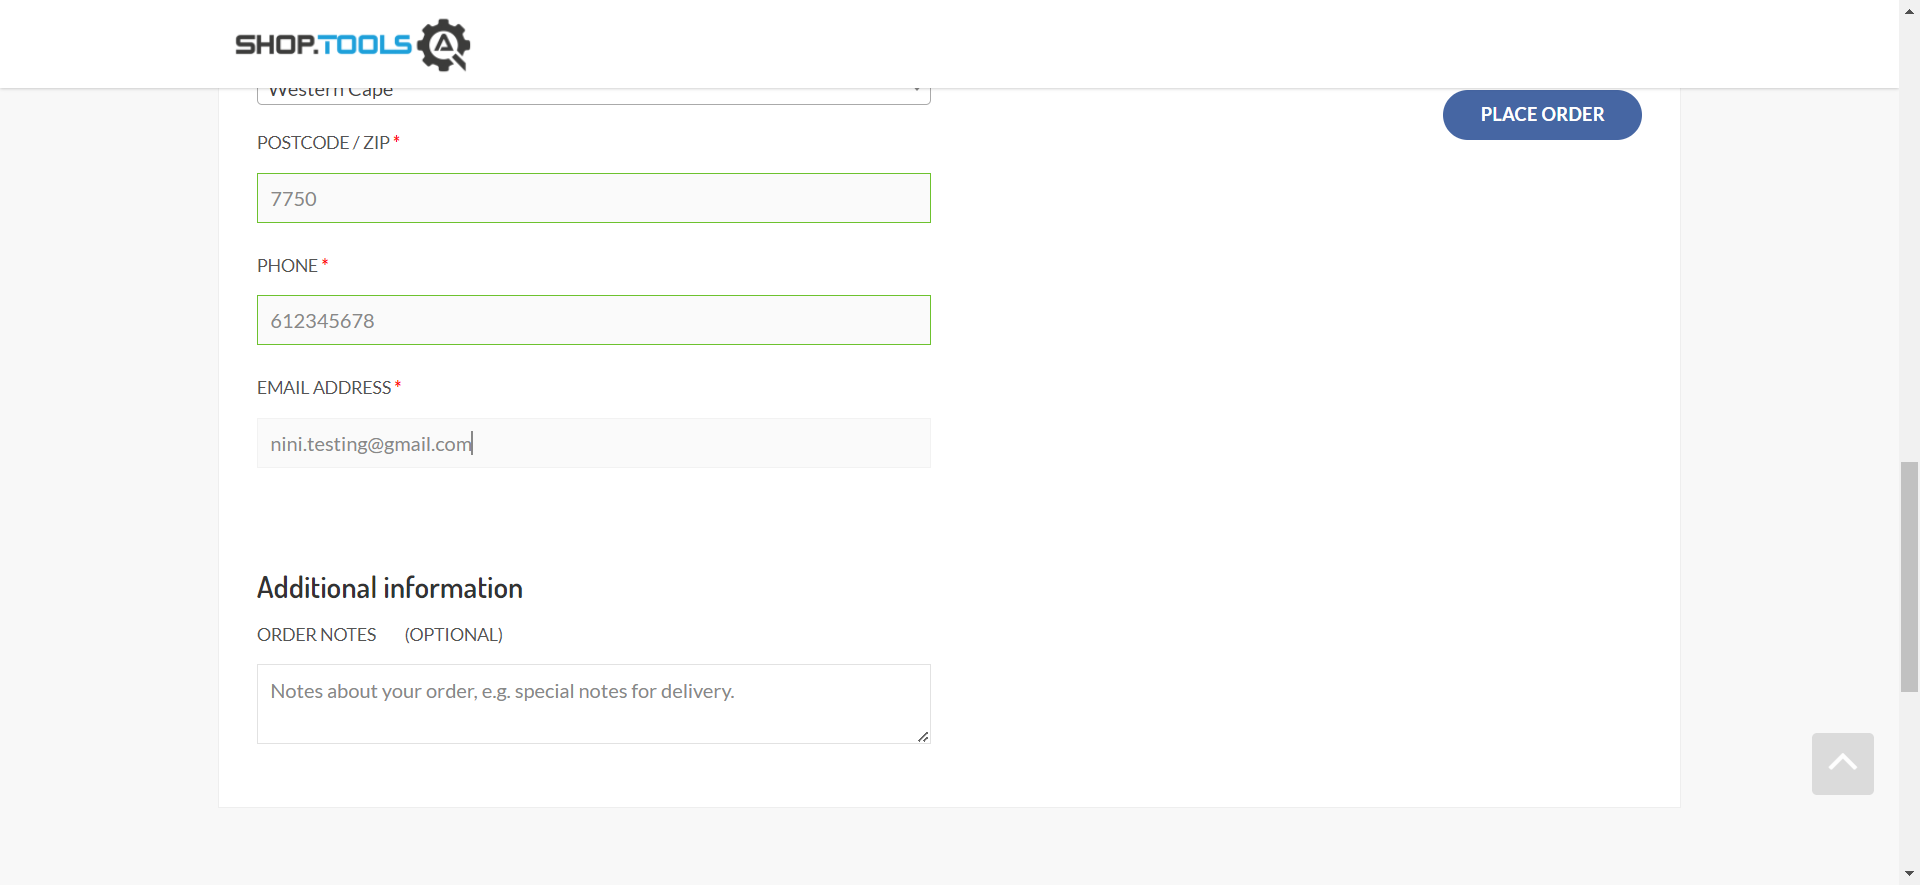 SHOP.TOOLS
Western Cape
PLACE ORDER
POSTCODE / ZIP *
7750
PHONE *
612345678
EMAIL ADDRESS *
nini.testing@gmail.com
Additional information
ORDER NOTES (OPTIONAL)
Notes about your order, e.g. special notes for delivery.